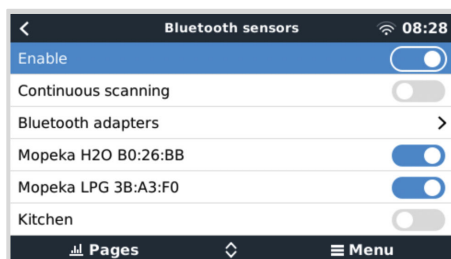 Bluetooth sensors 08:28
Enable
Continuous scanning
Bluetooth adapters
Mopeka H2O B0:26:BB
Mopeka LPG 3B:A3:F0
Kitchen
Pages Menu